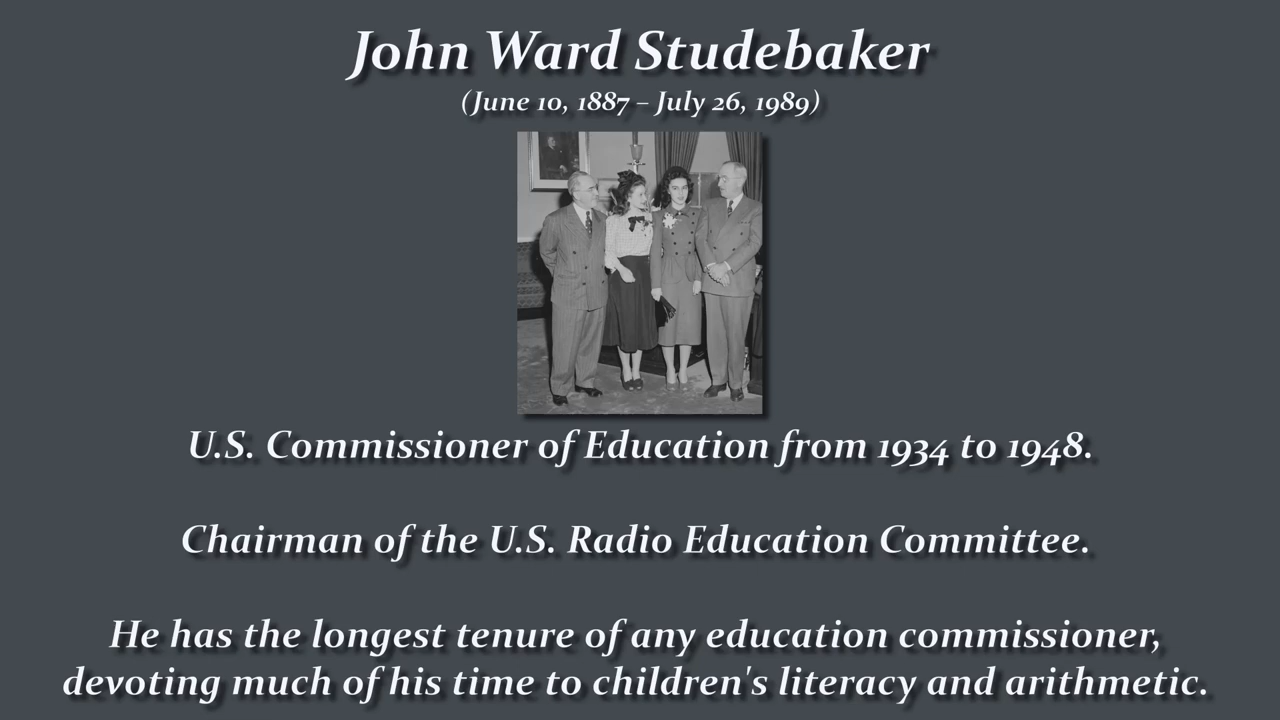 John Ward Studebaker
(June 10, 1887 – July 26, 1989)
U.S. Commissioner of Education from 1934 to 1948.
Chairman of the U.S. Radio Education Committee.
He has the longest tenure of any education commissioner,
devoting much of his time to children's literacy and arithmetic.